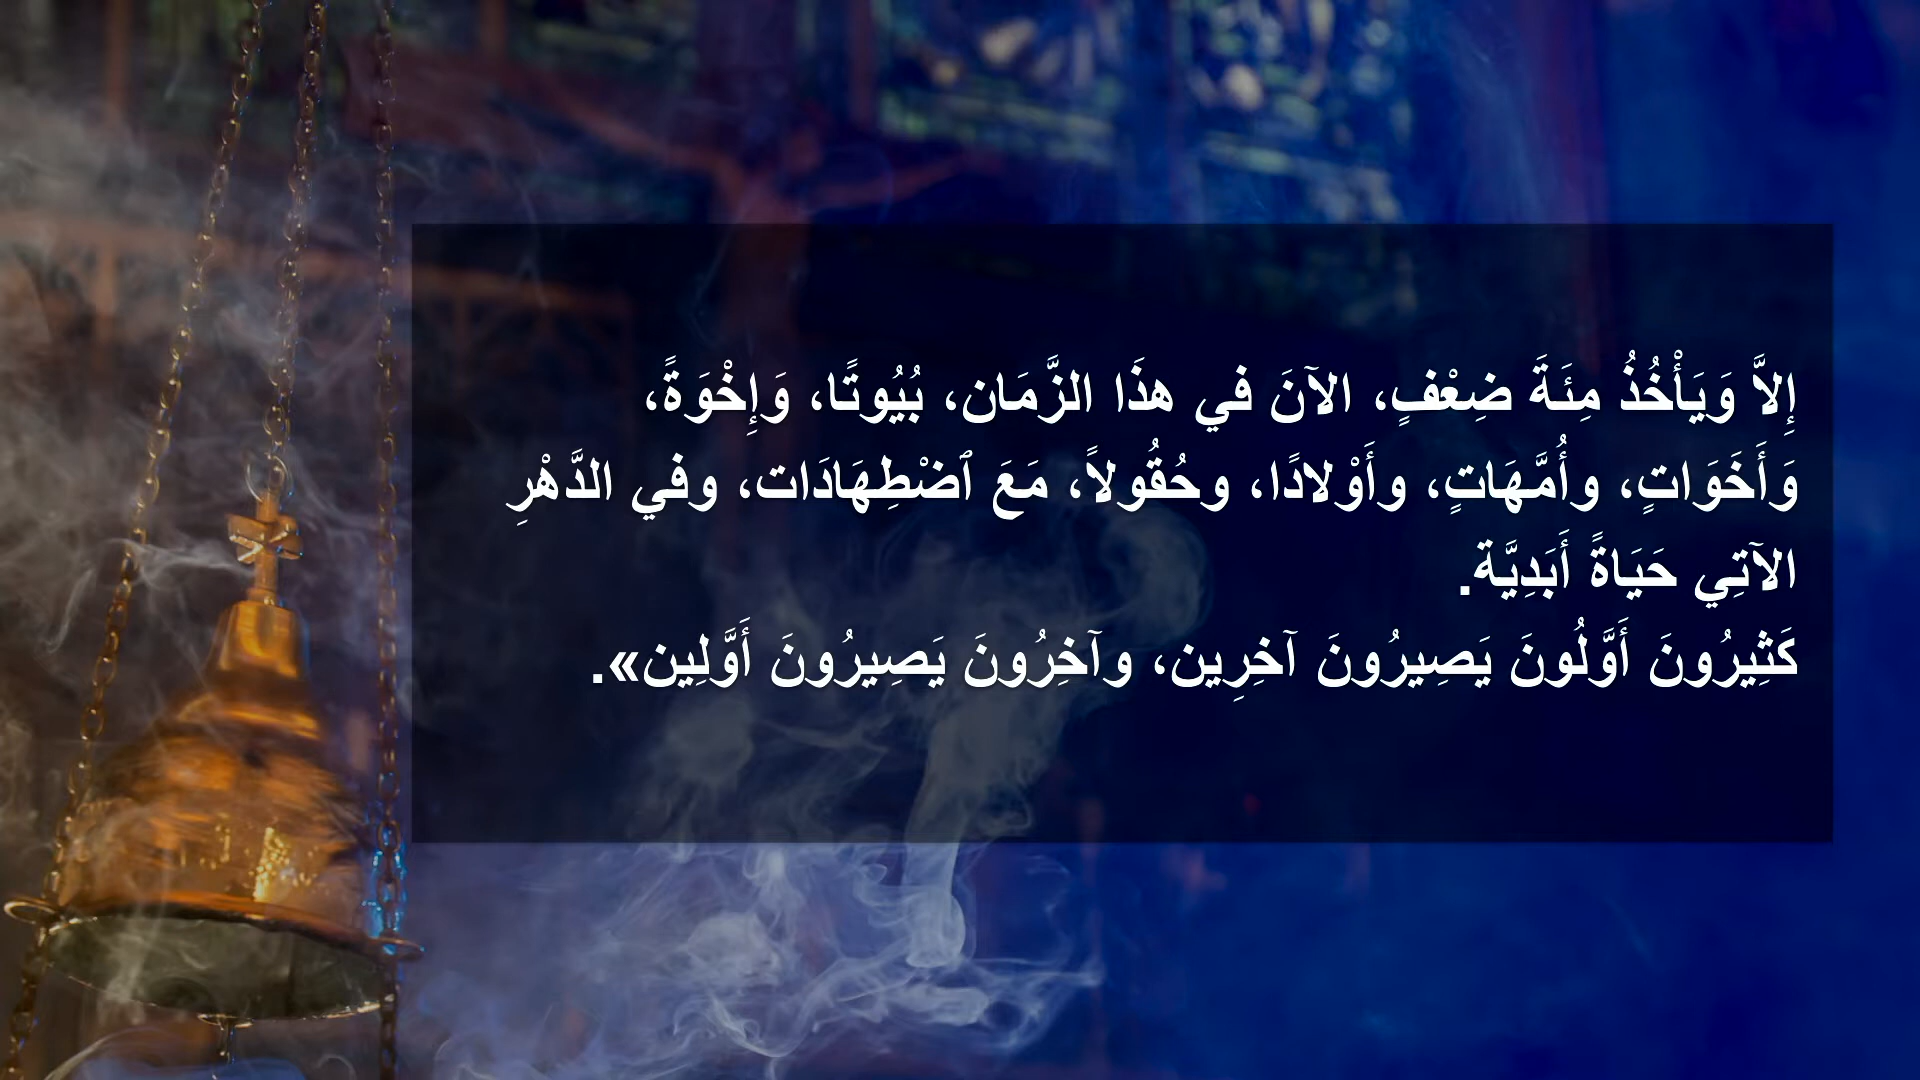 إِلاَّ وَيَأْخُذُ مِئَةَ ضِعْفٍ، الآنَ في هذَا الزَّمَان، بُيُوتًا، وَإِخْوَةً،
وَأَخَوَاتٍ، وأُمَّهَاتٍ، وأَوْلادًا، وحُقُولاً، مَعَ ٱضْطِهَادَات، وفي الدَّهْرِ
الآتِي حَيَاةً أَبَدِيَّة.
كَثِيرُونَ أَوَّلُونَ يَصِيرُونَ آخِرِين، وآخِرُونَ يَصِيرُونَ أَوَّلِين».